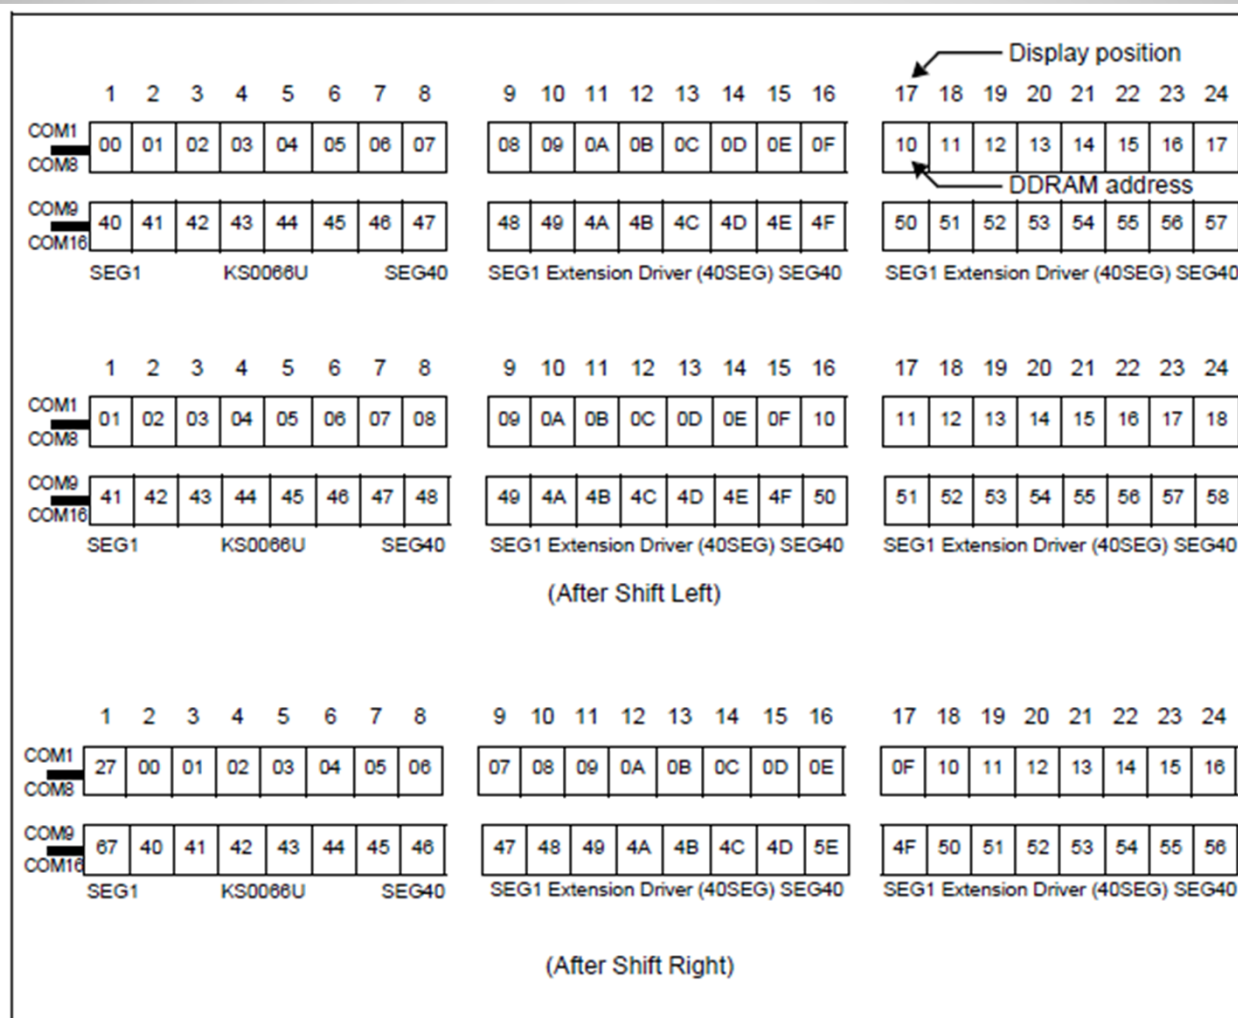 Display position
1 2 3 4 5 6 7 8 9 10 11 12 13 14 15 16 17 18 19 20 21 22 23 24
COM1
00 01 02 03 04 05 06 07 08 09 0A 0B 0C 0D 0E 0F 10 11 12 13 14 15 16 17
COM8
DDRAM address
COM9
40 41 42 43 44 45 46 47 48 49 4A 4B 4C 4D 4E 4F 50 51 52 53 54 55 56 57
COM16
SEG1 KS0066U SEG40 SEG1 Extension Driver (40SEG) SEG40 SEG1 Extension Driver (40SEG) SEG40
1 2 3 4 5 6 7 8 9 10 11 12 13 14 15 16 17 18 19 20 21 22 23 24
COM1
01 02 03 04 05 06 07 08 09 0A 0B 0C 0D 0E 0F 10 11 12 13 14 15 16 17 18
COM8
COM9
41 42 43 44 45 46 47 48 49 4A 4B 4C 4D 4E 4F 50 51 52 53 54 55 56 57 58
COM16
SEG1 KS0066U SEG40 SEG1 Extension Driver (40SEG) SEG40 SEG1 Extension Driver (40SEG) SEG40
(After Shift Left)
1 2 3 4 5 6 7 8 9 10 11 12 13 14 15 16 17 18 19 20 21 22 23 24
COM1
27 00 01 02 03 04 05 06 07 08 09 0A 0B 0C 0D 0E 0F 10 11 12 13 14 15 16
COM8
COM9
67 40 41 42 43 44 45 46 47 48 49 4A 4B 4C 4D 5E 4F 50 51 52 53 54 55 56
COM16
SEG1 KS0066U SEG40 SEG1 Extension Driver (40SEG) SEG40 SEG1 Extension Driver (40SEG) SEG40
(After Shift Right)